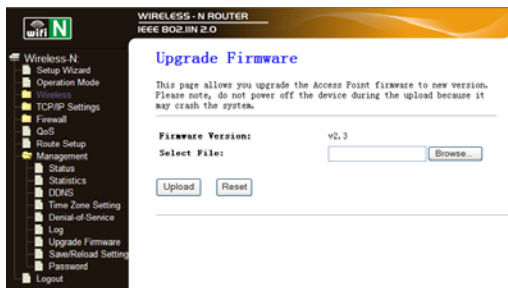 wifi N
WIRELESS - N ROUTER
IEEE 802.11N 2.0
Wireless-N:
Setup Wizard
Operation Mode
Wireless
TCP/IP Settings
Firewall
QoS
Route Setup
Management
Status
Statistics
DDNS
Time Zone Setting
Denial-of-Service
Log
Upgrade Firmware
Save/Reload Setting
Password
Logout
Upgrade Firmware
This page allows you upgrade the Access Point firmware to new version.
Please note, do not power off the device during the upload because it
may crash the system.
Firmware Version: v2.3
Select File: Browse...
Upload Reset